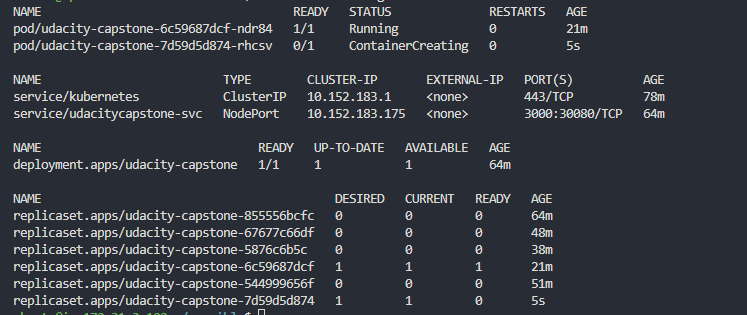 NAME READY STATUS RESTARTS AGE
pod/udacity-capstone-6c59687dcf-ndr84 1/1 Running 0 21m
pod/udacity-capstone-7d59d5d874-rhcsv 0/1 ContainerCreating 0 5s
NAME TYPE CLUSTER-IP EXTERNAL-IP PORT(S) AGE
service/kubernetes ClusterIP 10.152.183.1 <none> 443/TCP 78m
service/udacitycapstone-svc NodePort 10.152.183.175 <none> 3000:30080/TCP 64m
NAME READY UP-TO-DATE AVAILABLE AGE
deployment.apps/udacity-capstone 1/1 1 1 64m
NAME DESIRED CURRENT READY AGE
replicaset.apps/udacity-capstone-855556bcfc 0 0 0 64m
replicaset.apps/udacity-capstone-67677c66df 0 0 0 48m
replicaset.apps/udacity-capstone-5876c6b5c 0 0 0 38m
replicaset.apps/udacity-capstone-6c59687dcf 1 1 1 21m
replicaset.apps/udacity-capstone-544999656f 0 0 0 51m
replicaset.apps/udacity-capstone-7d59d5d874 1 1 0 5s